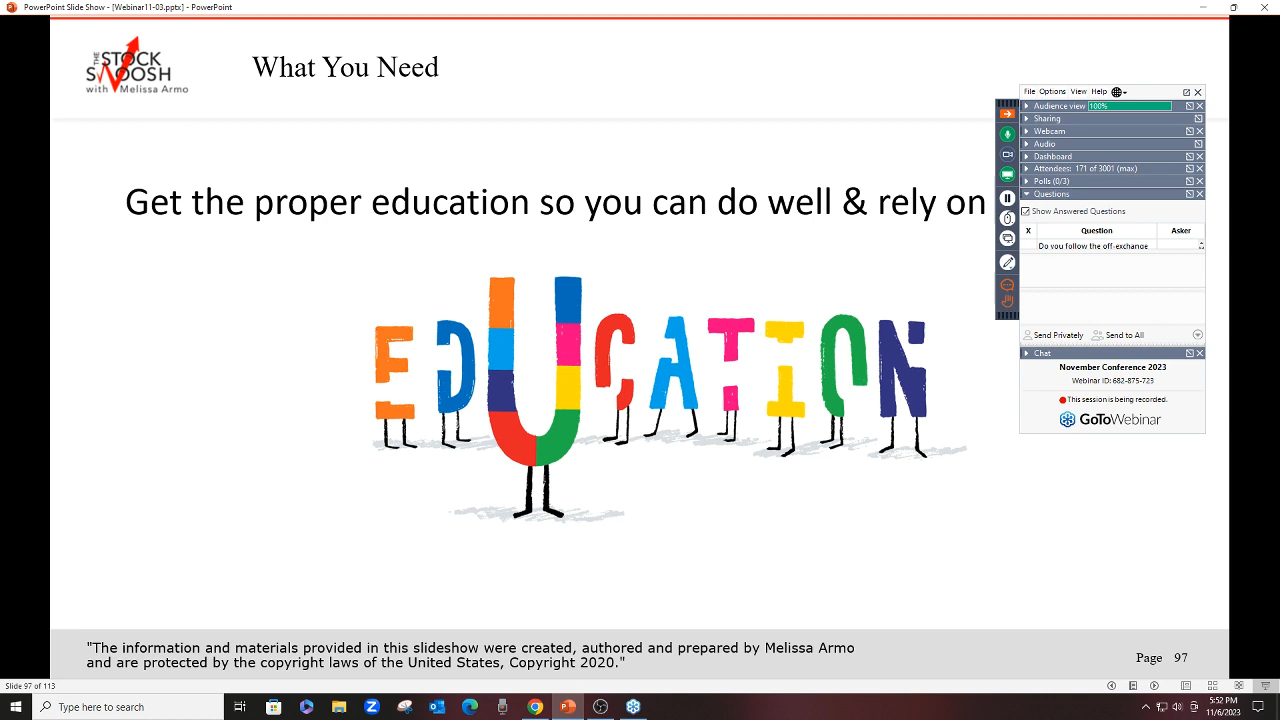 PowerPoint Slide Show - [Webinar11-03.pptx] - PowerPoint
THE
STOCK
SWOOSH
with Melissa Armo
What You Need
Get the proper education so you can do well & rely on
EDUCATION
File Options View Help
Audience view 100%
Sharing
Webcam
Audio
Dashboard
Attendees: 171 of 3001 (max)
Polls (0/3)
Questions
Show Answered Questions
X Question Asker
Do you follow the off-exchange
Send Privately Send to All
Chat
November Conference 2023
Webinar ID: 682-875-723
This session is being recorded.
GoToWebinar
"The information and materials provided in this slideshow were created, authored and prepared by Melissa Armo
and are protected by the copyright laws of the United States, Copyright 2020."
Page 97
Slide 97 of 113
Type here to search
5:52 PM
11/6/2023